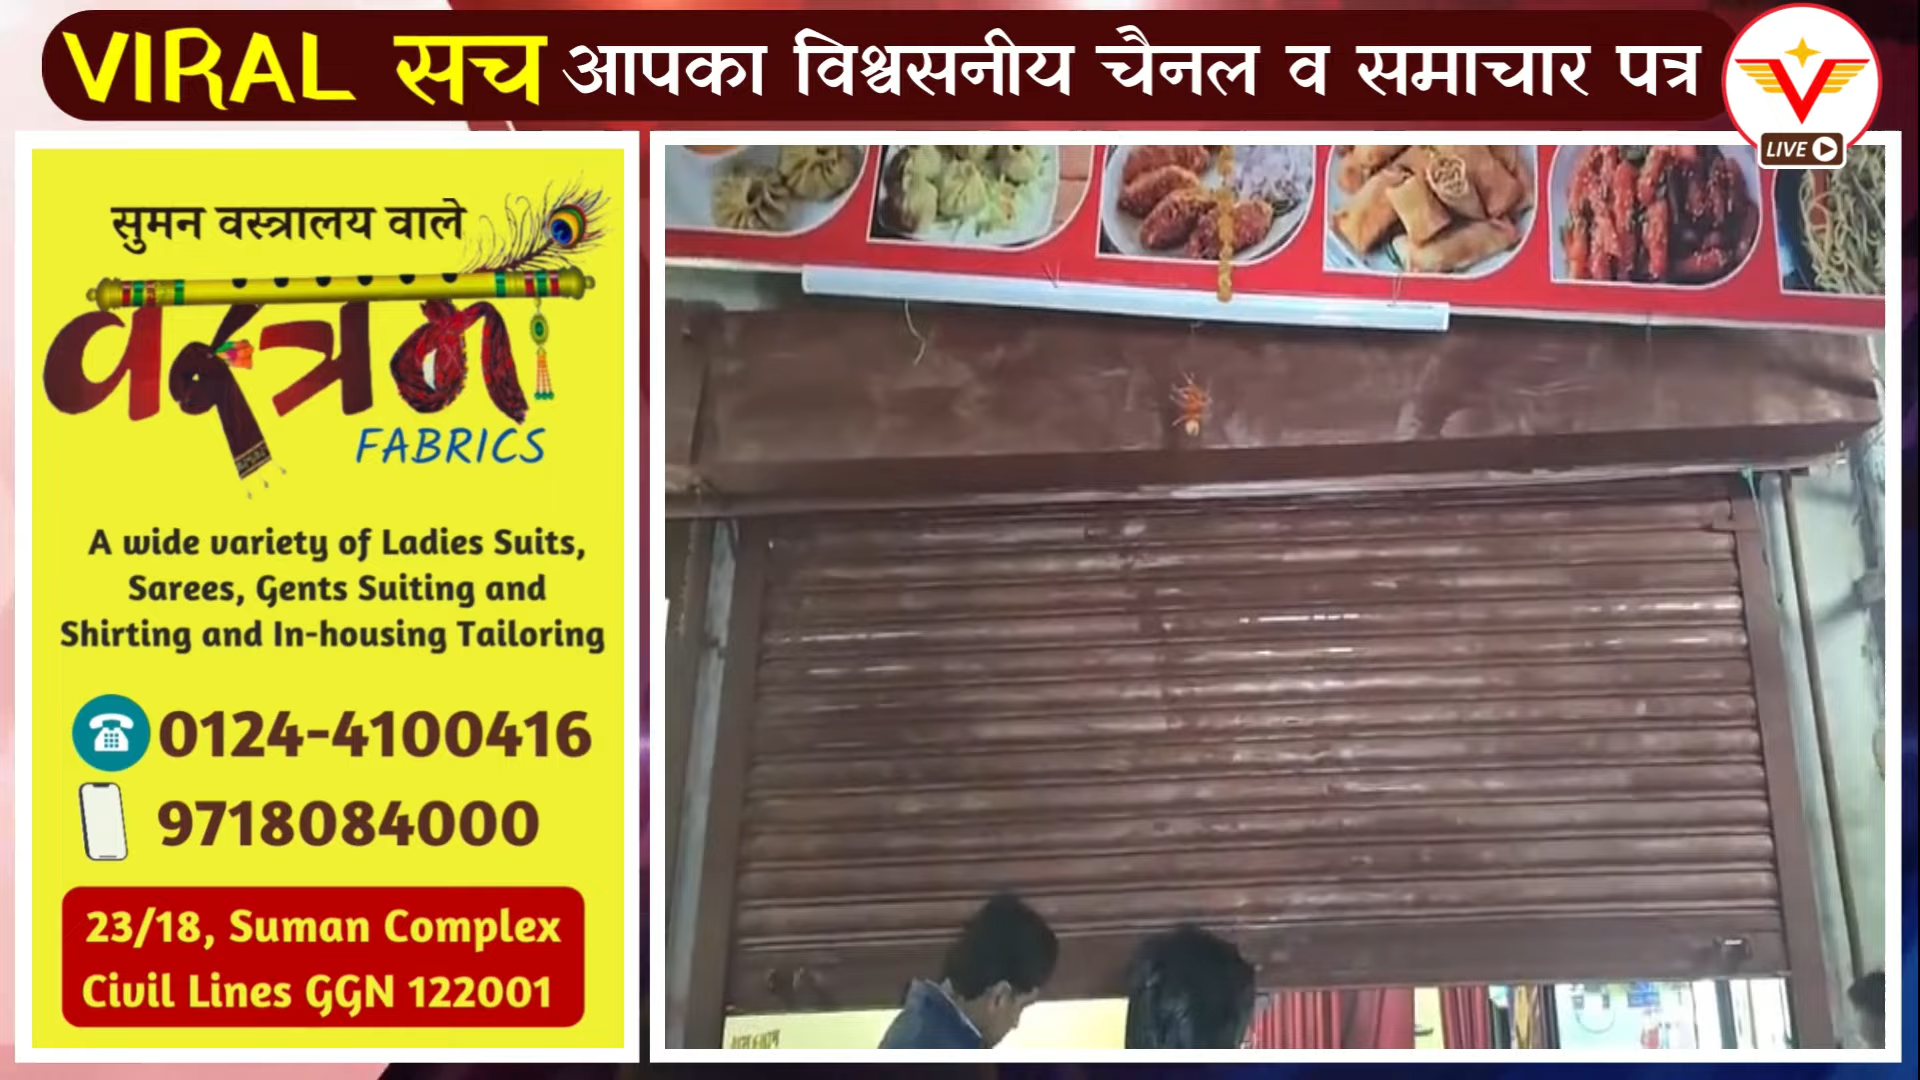 VIRAL सच आपका विश्वसनीय चैनल व समाचार पत्र
LIVE
सुमन वस्त्रालय वाले
वस्त्रम
FABRICS
A wide variety of Ladies Suits,
Sarees, Gents Suiting and
Shirting and In-housing Tailoring
0124-4100416
9718084000
23/18, Suman Complex
Civil Lines GGN 122001